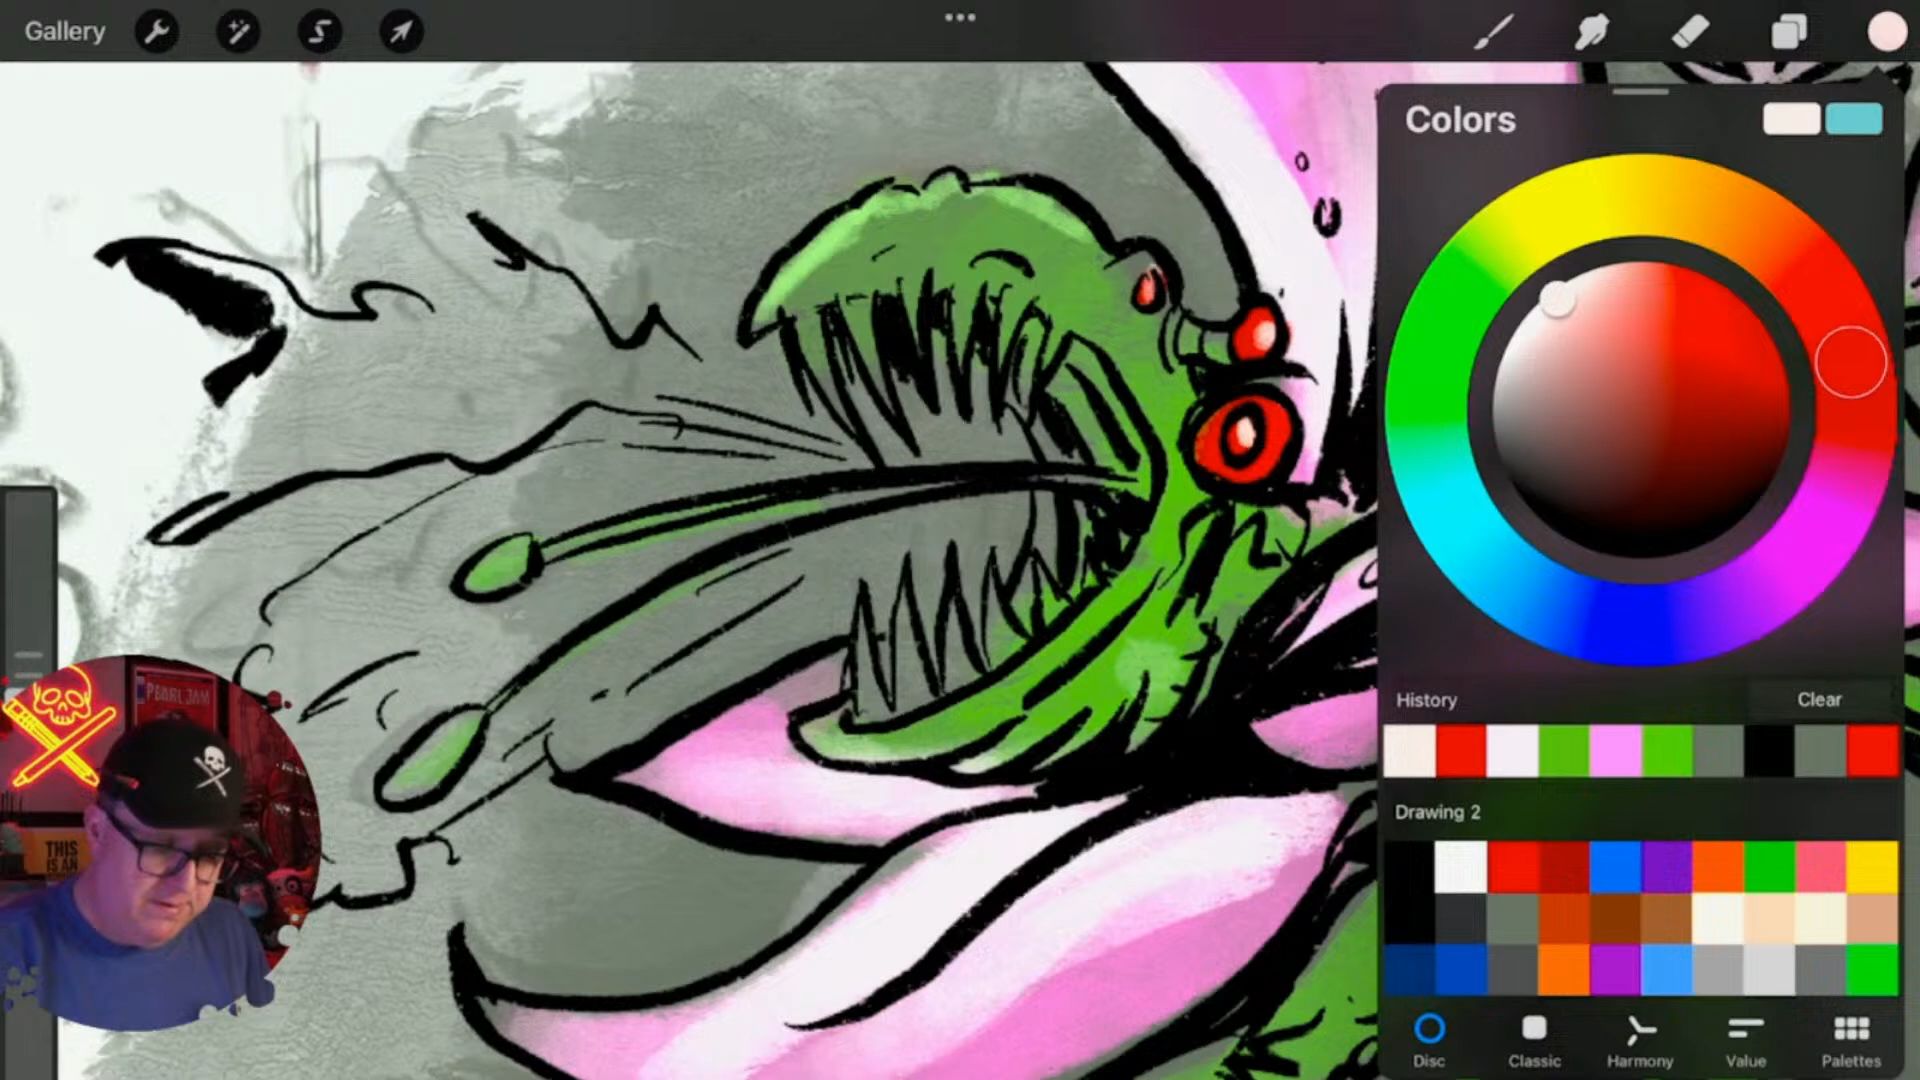 Gallery
Colors
History
Clear
Drawing 2
Disc
Classic
Harmony
Value
Palettes
PEARL JAM
THIS
IS AN